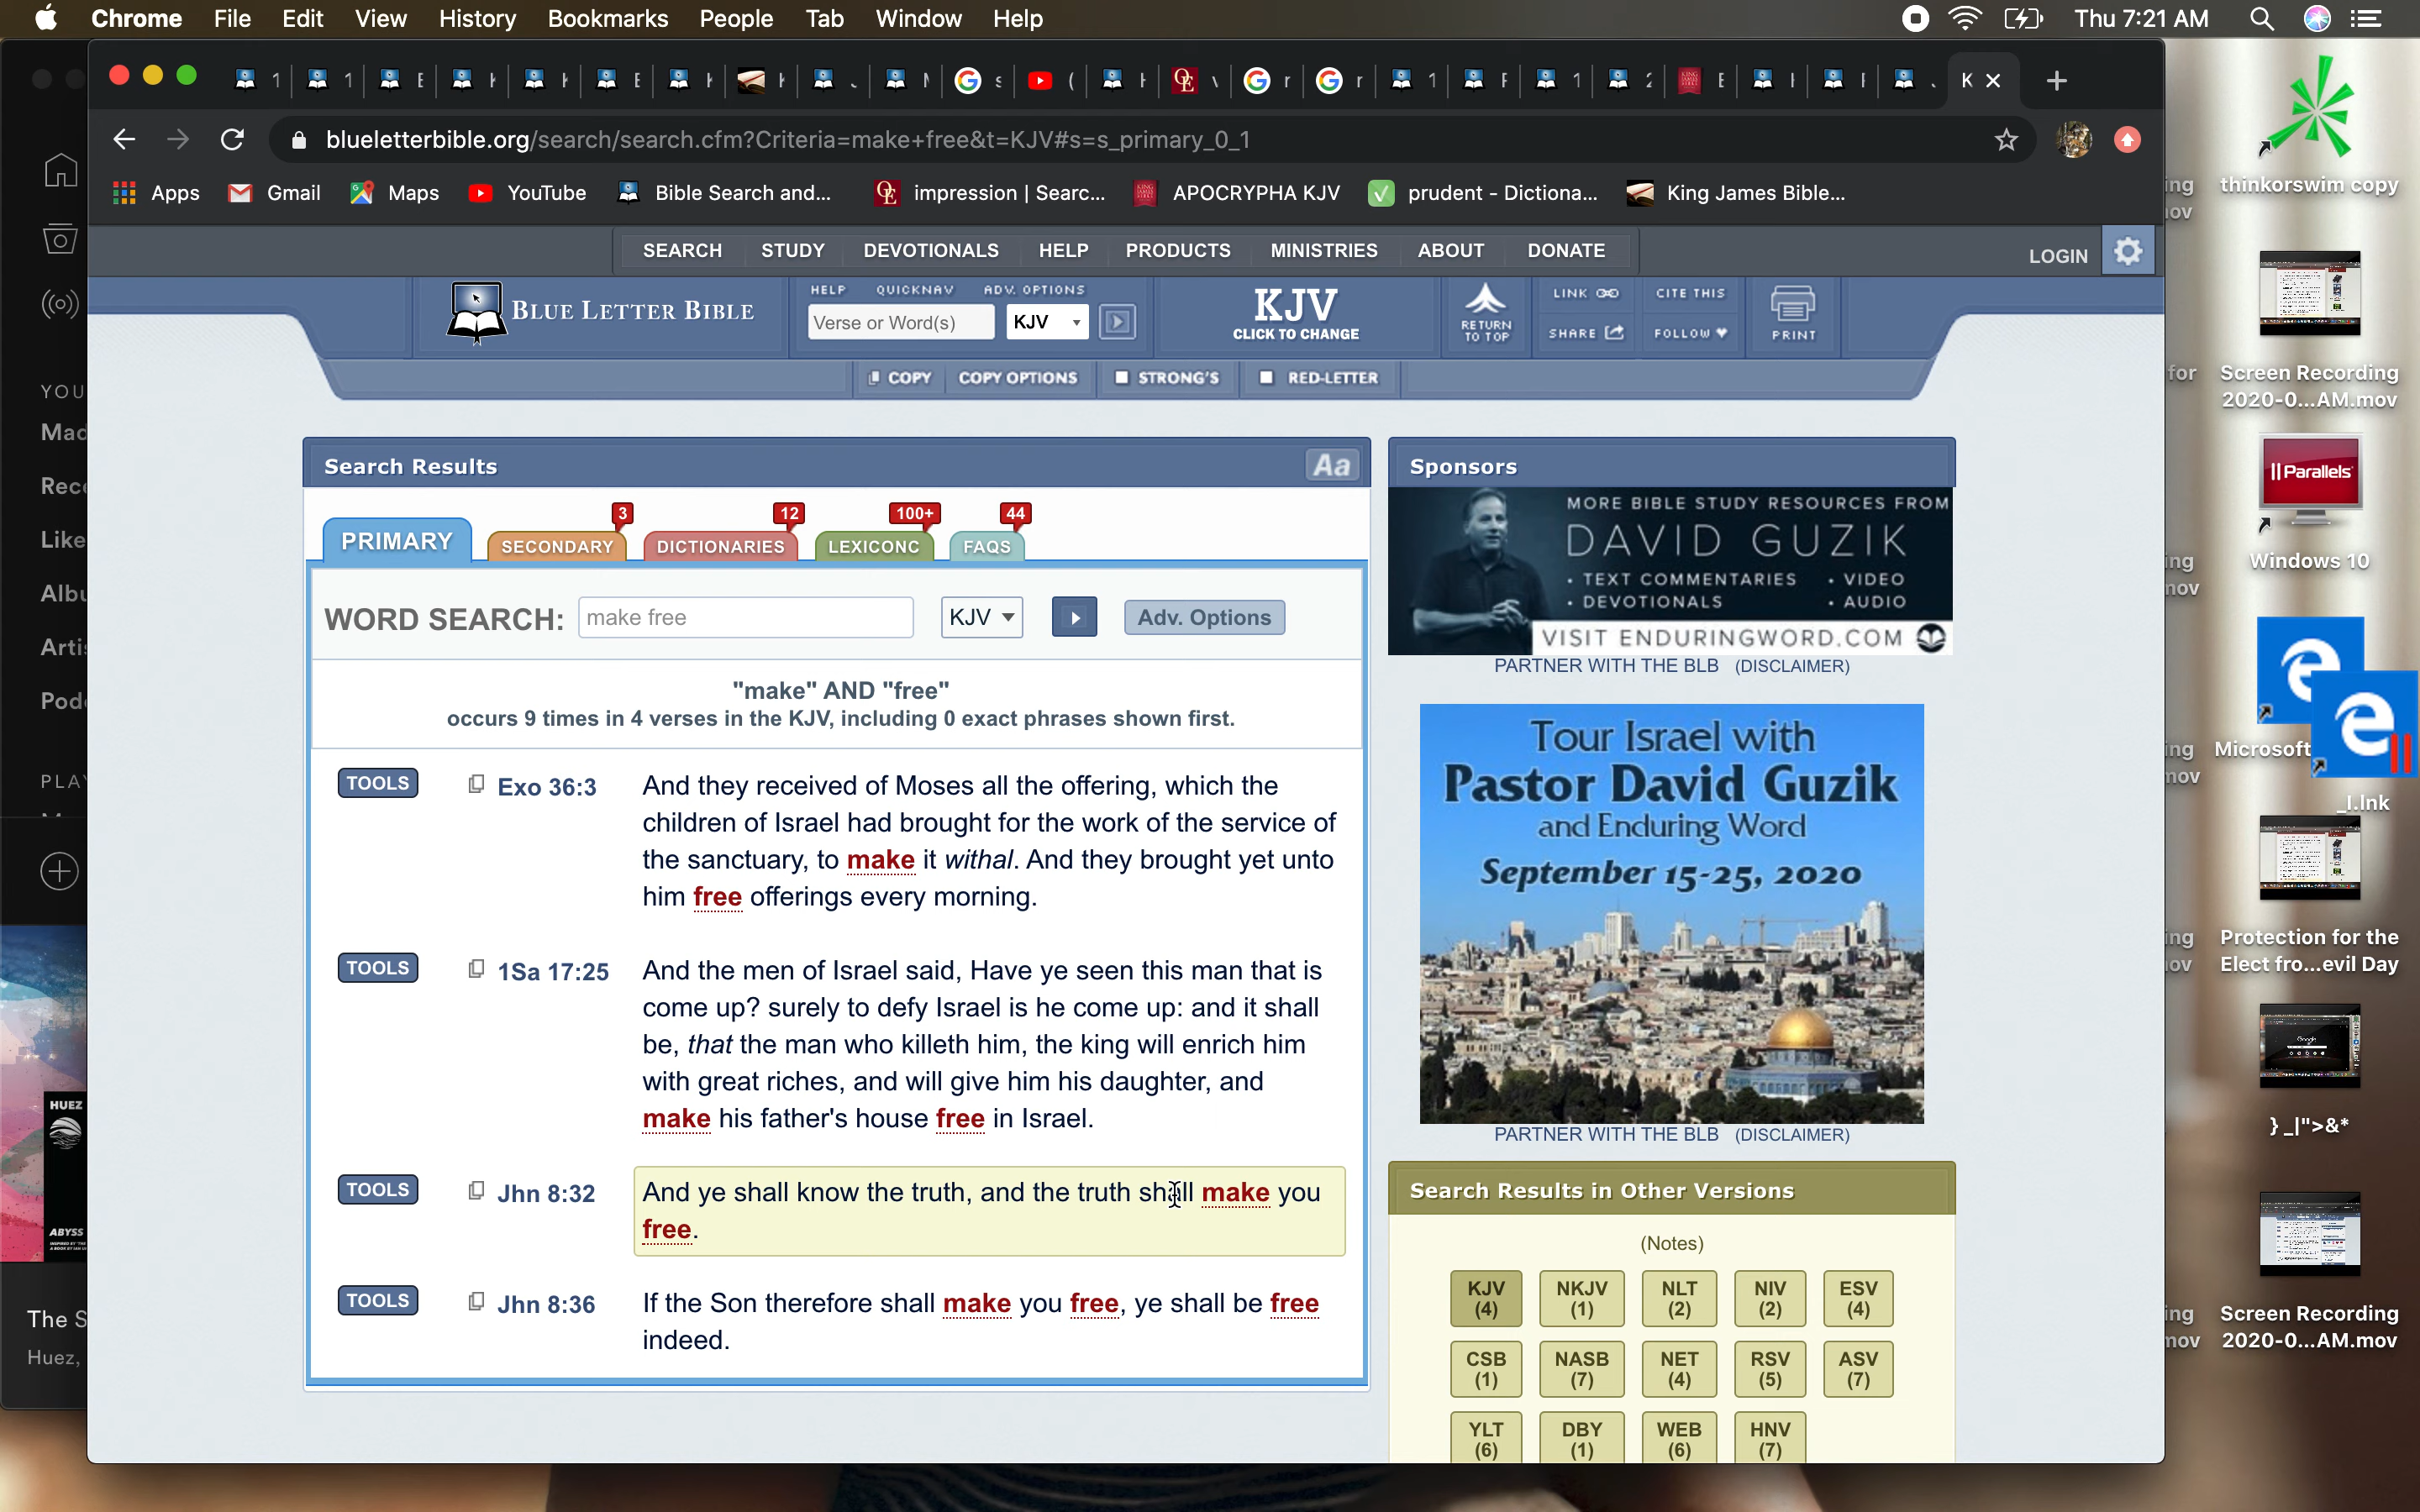 Chrome File Edit View History Bookmarks People Tab Window Help Thu 7:21 AM
blueletterbible.org/search/search.cfm?Criteria=make+free&t=KJV#s=s_primary_0_1
Apps Gmail Maps YouTube Bible Search and... impression | Searc... APOCRYPHA KJV prudent - Dictiona... King James Bible...
SEARCH STUDY DEVOTIONALS HELP PRODUCTS MINISTRIES ABOUT DONATE LOGIN
BLUE LETTER BIBLE
HELP QUICKNAV ADV. OPTIONS
Verse or Word(s) KJV
KJV
CLICK TO CHANGE
RETURN
TO TOP
LINK CITE THIS
SHARE FOLLOW
PRINT
COPY COPY OPTIONS STRONG'S RED-LETTER
Search Results Aa
3 12 100+ 44
PRIMARY SECONDARY DICTIONARIES LEXICONC FAQS
WORD SEARCH: make free KJV Adv. Options
"make" AND "free"
occurs 9 times in 4 verses in the KJV, including 0 exact phrases shown first.
TOOLS Exo 36:3 And they received of Moses all the offering, which the
children of Israel had brought for the work of the service of
the sanctuary, to make it withal. And they brought yet unto
him free offerings every morning.
TOOLS 1Sa 17:25 And the men of Israel said, Have ye seen this man that is
come up? surely to defy Israel is he come up: and it shall
be, that the man who killeth him, the king will enrich him
with great riches, and will give him his daughter, and
make his father's house free in Israel.
TOOLS Jhn 8:32 And ye shall know the truth, and the truth shall make you
free.
TOOLS Jhn 8:36 If the Son therefore shall make you free, ye shall be free
indeed.
Sponsors
MORE BIBLE STUDY RESOURCES FROM
DAVID GUZIK
• TEXT COMMENTARIES • VIDEO
• DEVOTIONALS • AUDIO
VISIT ENDURINGWORD.COM
PARTNER WITH THE BLB (DISCLAIMER)
Tour Israel with
Pastor David Guzik
and Enduring Word
September 15-25, 2020
PARTNER WITH THE BLB (DISCLAIMER)
Search Results in Other Versions
(Notes)
KJV NKJV NLT NIV ESV
(4) (1) (2) (2) (4)
CSB NASB NET RSV ASV
(1) (7) (4) (5) (7)
YLT DBY WEB HNV
(6) (1) (6) (7)
thinkorswim copy
Screen Recording
2020-0...AM.mov
Parallels
Windows 10
Microsoft
_l.lnk
Protection for the
Elect fro...evil Day
}_|">&*
Screen Recording
2020-0...AM.mov
YOU
HUEZ
ABYSS
The S
Huez,